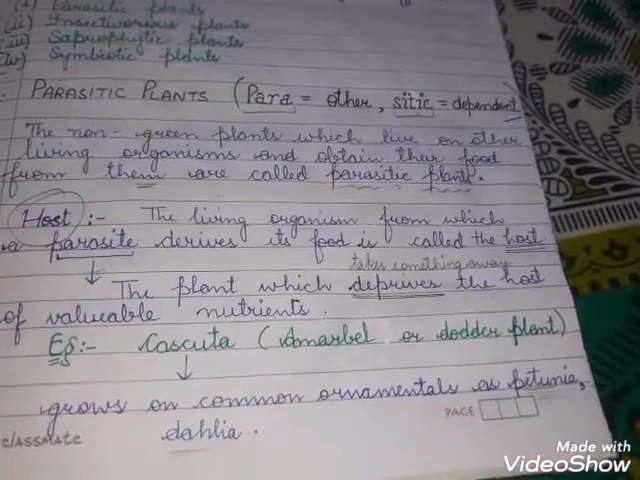 (i) Parasitic plants
(ii) Insectivorous plants
(iii) Saprophytic plants
(iv) Symbiotic plants
PARASITIC PLANTS (Para = other, sitic = dependent
The non-green plants which live on other
living organisms and obtain their food
from them are called parasitic plant.
Host :- The living organism from which
a parasite derives its food is called the host
takes something away
The plant which deprives the host
of valueable nutrients.
Eg:- Cascuta (Amarbel or dodder plant)
grows on common ornamentals as petunia,
dahlia.
PAGE
CLASSMATE
Made with
VideoShow